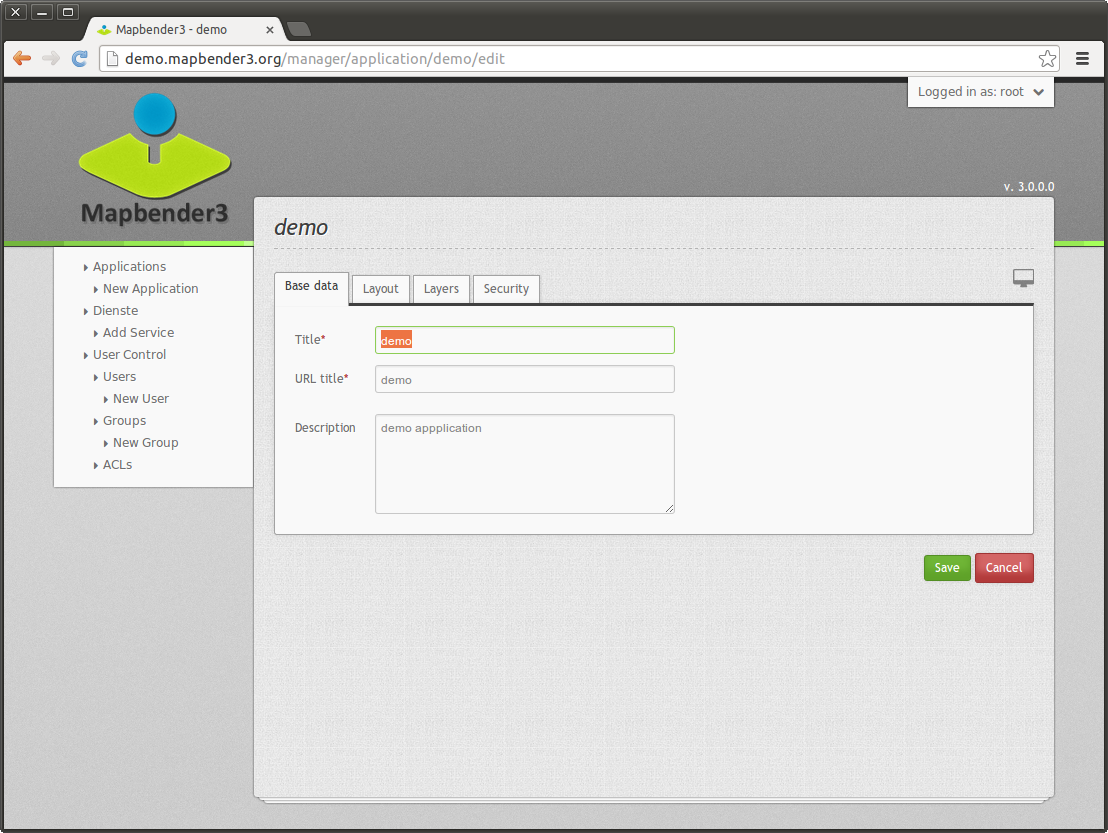 Mapbender3 - demo
demo.mapbender3.org/manager/application/demo/edit
Logged in as: root
Mapbender3
v. 3.0.0.0
demo
Applications
New Application
Dienste
Add Service
User Control
Users
New User
Groups
New Group
ACLs
Base data Layout Layers Security
Title* demo
URL title* demo
Description demo appplication
Save Cancel